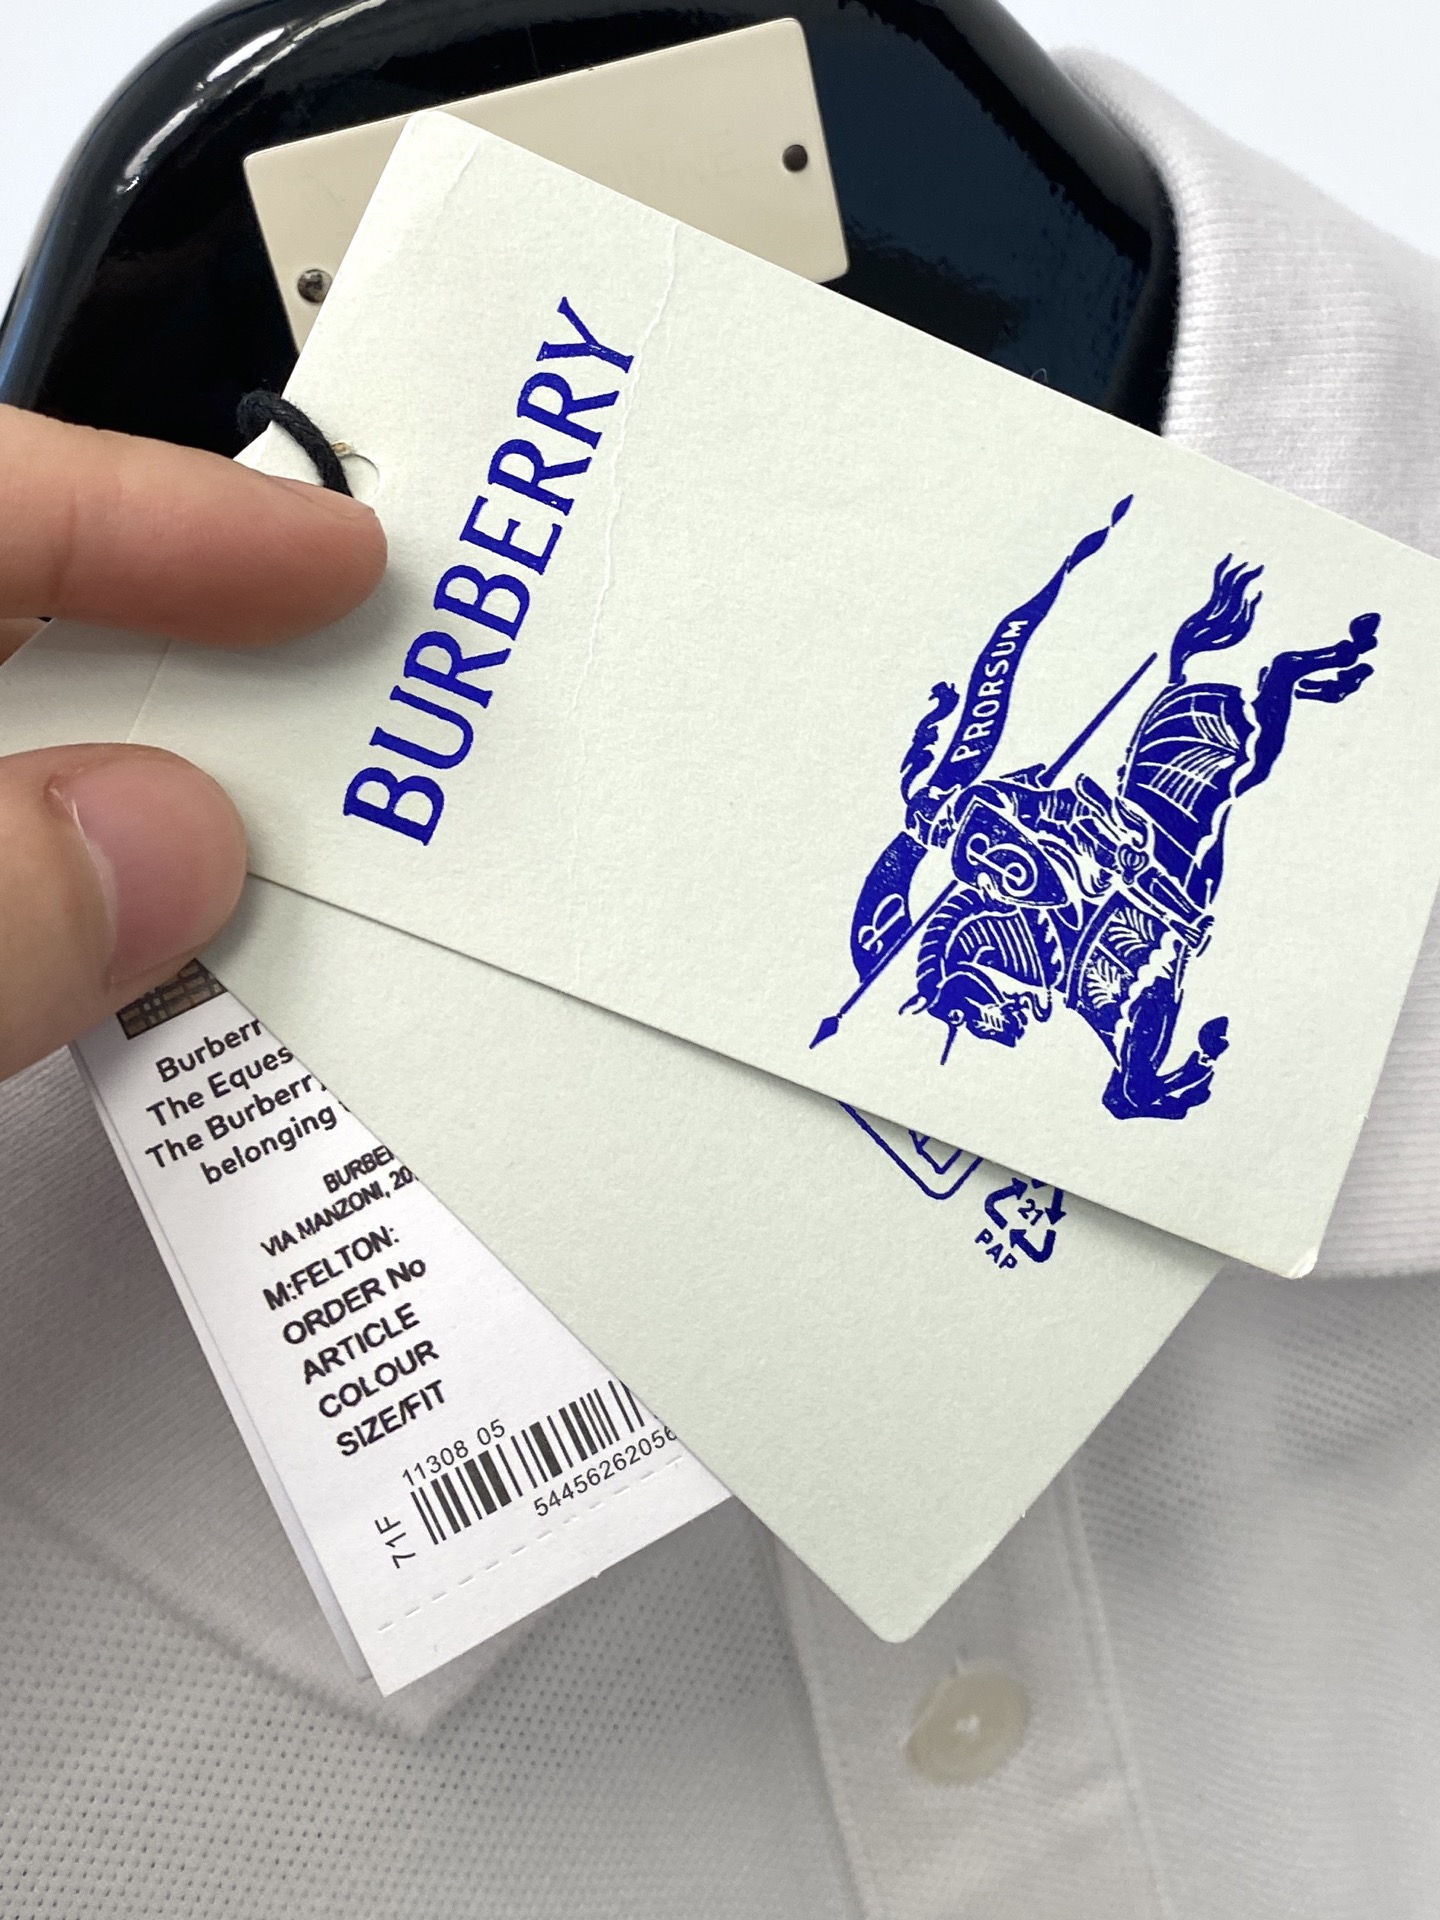 BURBERRY
PRORSUM
B
B
21
PAP
Burberr
The Eques
The Burberry
belonging
BURBE
VIA MANZONI, 20
M:FELTON:
ORDER No
ARTICLE
COLOUR
SIZE/FIT
11308 05
71F
5445626205